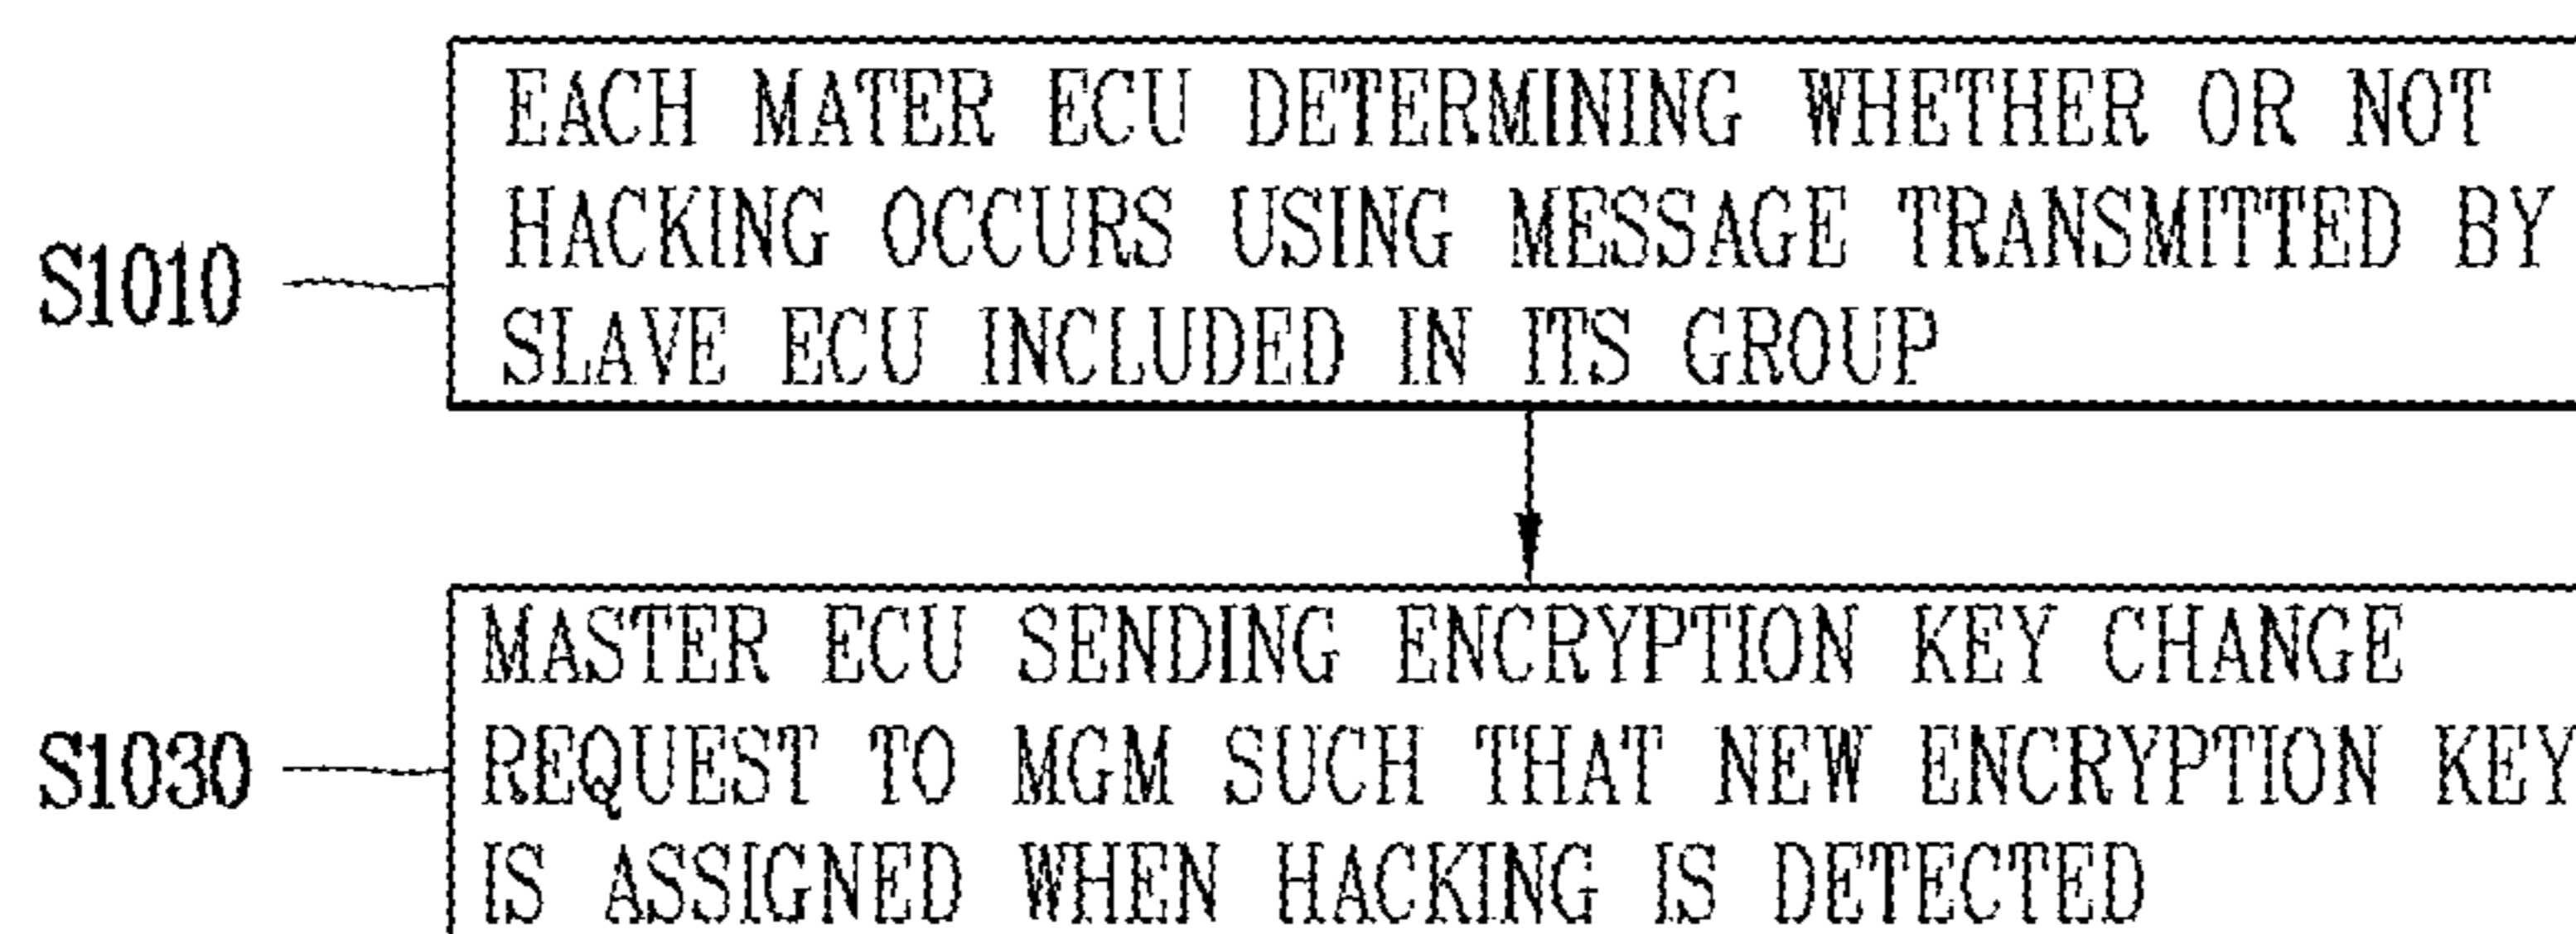 EACH MATER ECU DETERMINING WHETHER OR NOT
HACKING OCCURS USING MESSAGE TRANSMITTED BY
S1010
SLAVE ECU INCLUDED IN ITS GROUP
MASTER ECU SENDING ENCRYPTION KEY CHANGE
S1030
REQUEST TO MGM SUCH THAT NEW ENCRYPTION KEY
IS ASSIGNED WHEN HACKING IS DETECTED